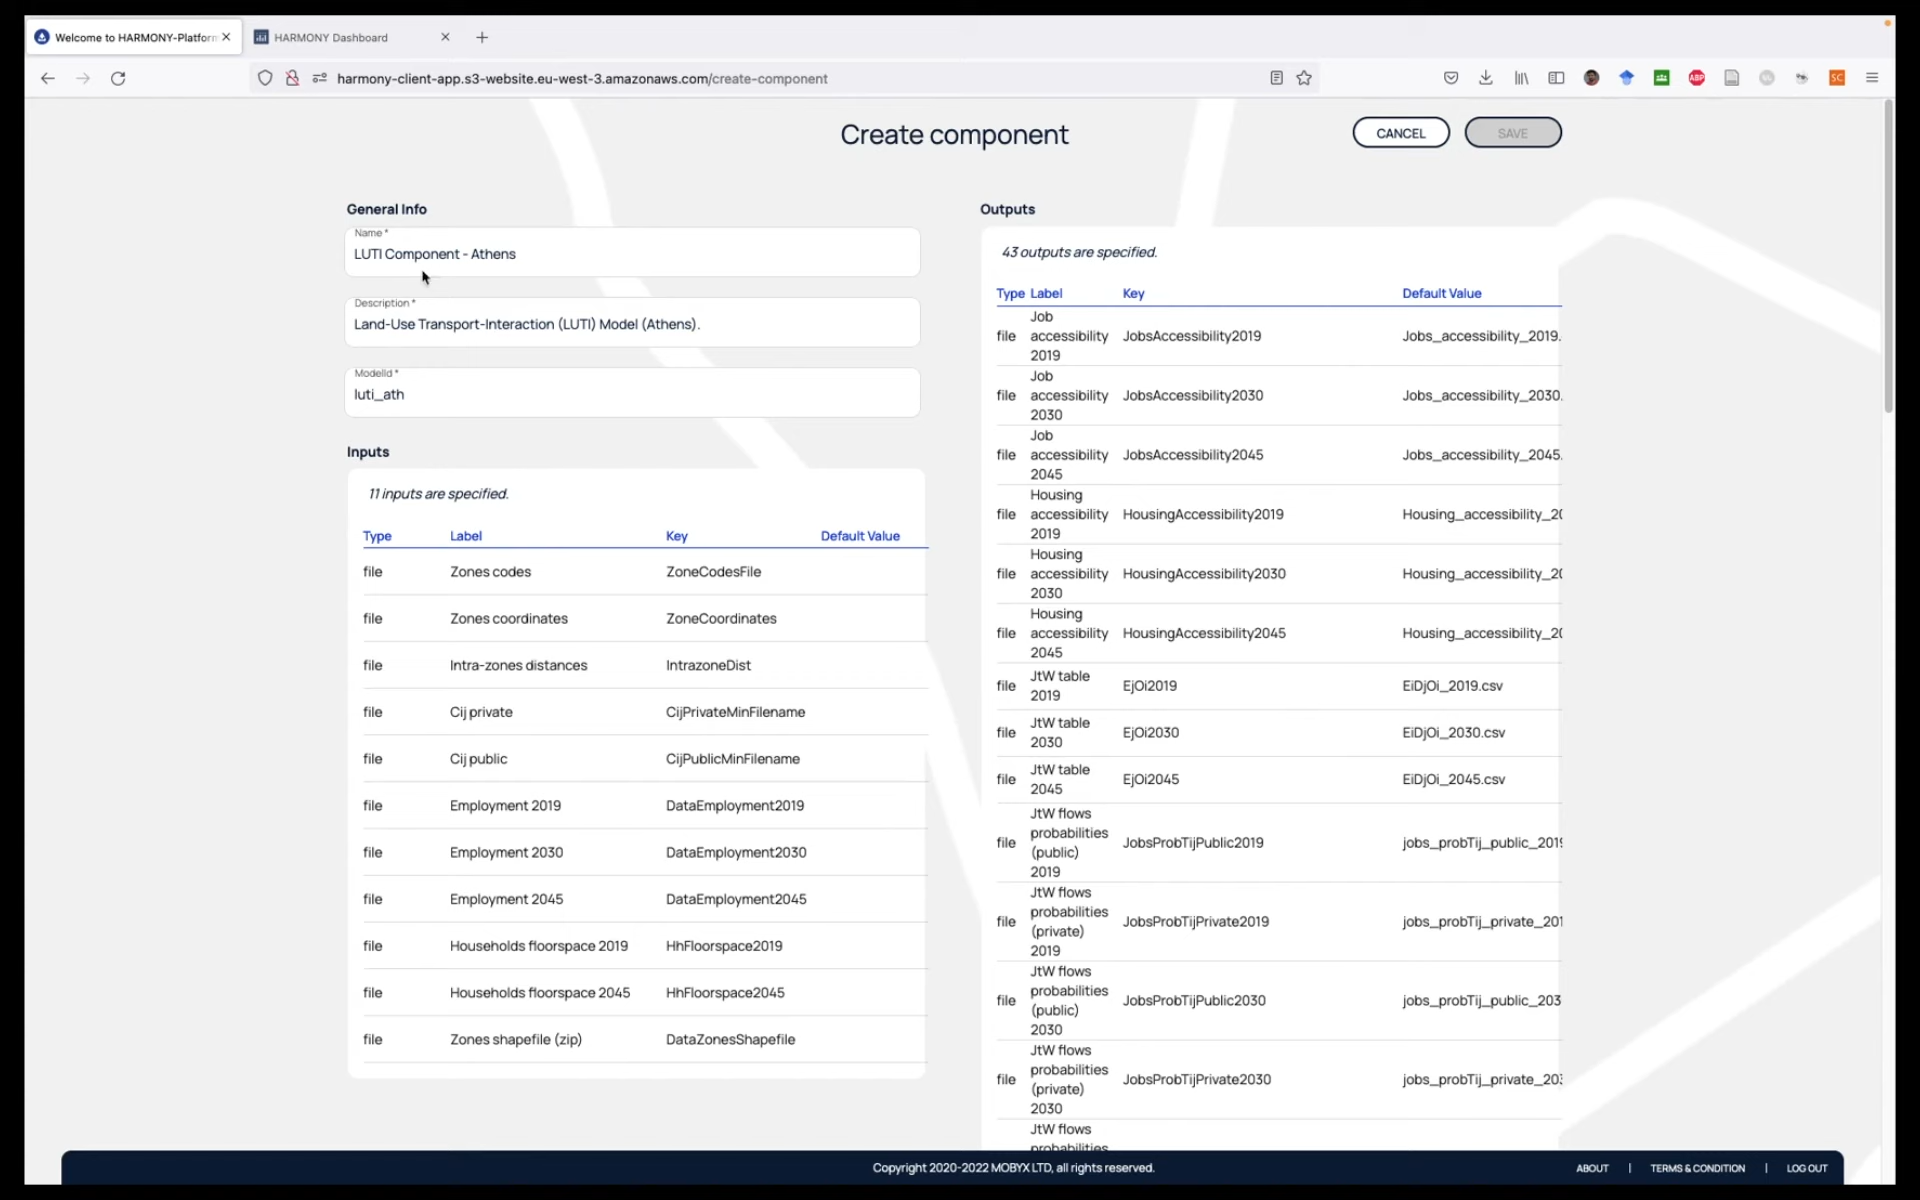 Welcome to HARMONY-Platform
HARMONY Dashboard
harmony-client-app.s3-website.eu-west-3.amazonaws.com/create-component
ABP
SC
Create component
CANCEL
SAVE
General Info
Name *
LUTI Component - Athens
Description *
Land-Use Transport-Interaction (LUTI) Model (Athens).
ModelId *
luti_ath
Inputs
11 inputs are specified.
Type Label Key Default Value
file Zones codes ZoneCodesFile
file Zones coordinates ZoneCoordinates
file Intra-zones distances IntrazoneDist
file Cij private CijPrivateMinFilename
file Cij public CijPublicMinFilename
file Employment 2019 DataEmployment2019
file Employment 2030 DataEmployment2030
file Employment 2045 DataEmployment2045
file Households floorspace 2019 HhFloorspace2019
file Households floorspace 2045 HhFloorspace2045
file Zones shapefile (zip) DataZonesShapefile
Outputs
43 outputs are specified.
Type Label Key Default Value
Job
file accessibility JobsAccessibility2019 Jobs_accessibility_2019.
2019
Job
file accessibility JobsAccessibility2030 Jobs_accessibility_2030.
2030
Job
file accessibility JobsAccessibility2045 Jobs_accessibility_2045.
2045
Housing
file accessibility HousingAccessibility2019 Housing_accessibility_20
2019
Housing
file accessibility HousingAccessibility2030 Housing_accessibility_20
2030
Housing
file accessibility HousingAccessibility2045 Housing_accessibility_20
2045
JtW table
file EjOi2019 EiDjOi_2019.csv
2019
JtW table
file EjOi2030 EiDjOi_2030.csv
2030
JtW table
file EjOi2045 EiDjOi_2045.csv
2045
JtW flows
probabilities
file JobsProbTijPublic2019 jobs_probTij_public_2019
(public)
2019
JtW flows
probabilities
file JobsProbTijPrivate2019 jobs_probTij_private_201
(private)
2019
JtW flows
probabilities
file JobsProbTijPublic2030 jobs_probTij_public_203
(public)
2030
JtW flows
probabilities
file JobsProbTijPrivate2030 jobs_probTij_private_203
(private)
2030
JtW flows
probabilities
Copyright 2020-2022 MOBYX LTD, all rights reserved.
ABOUT | TERMS & CONDITION | LOG OUT